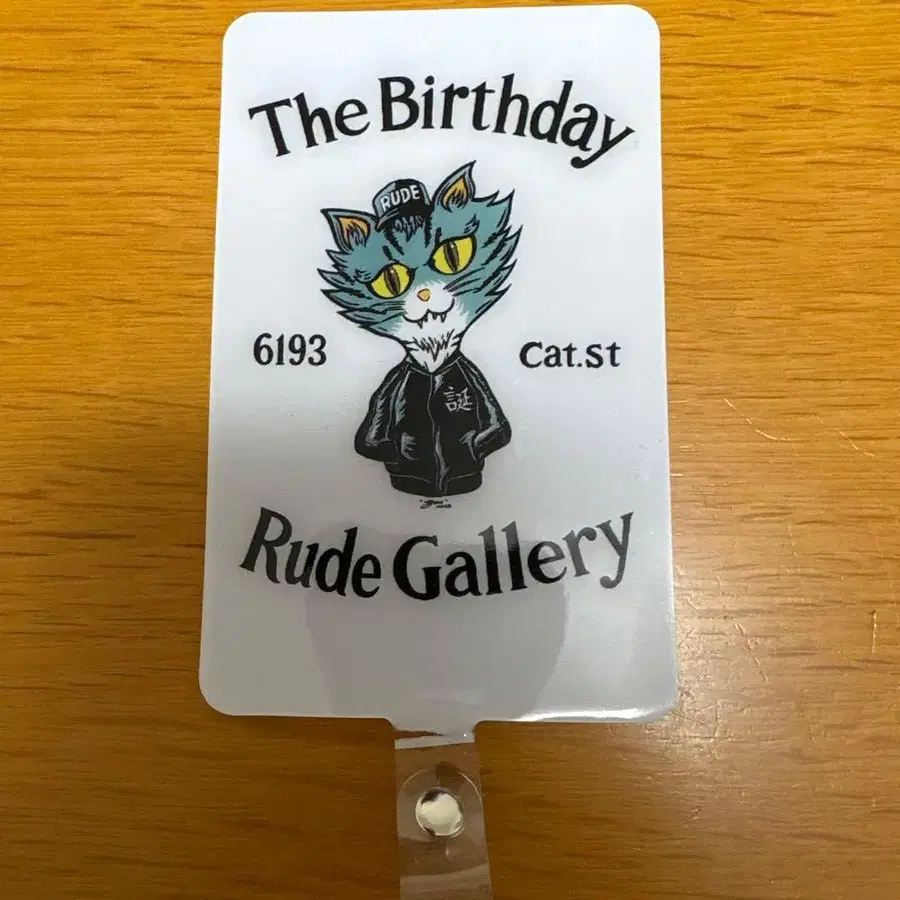 The Birthday
RUDE
6193
Cat.St
誕
Rude Gallery